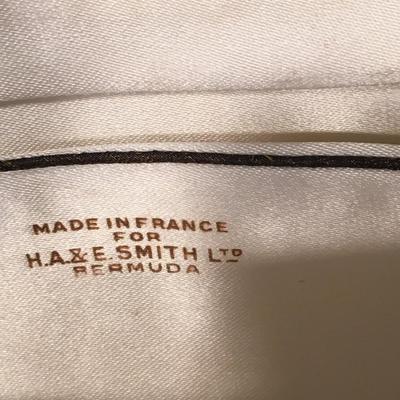 MADE IN FRANCE
FOR
H.A.& E. SMITH LTD
BERMUDA